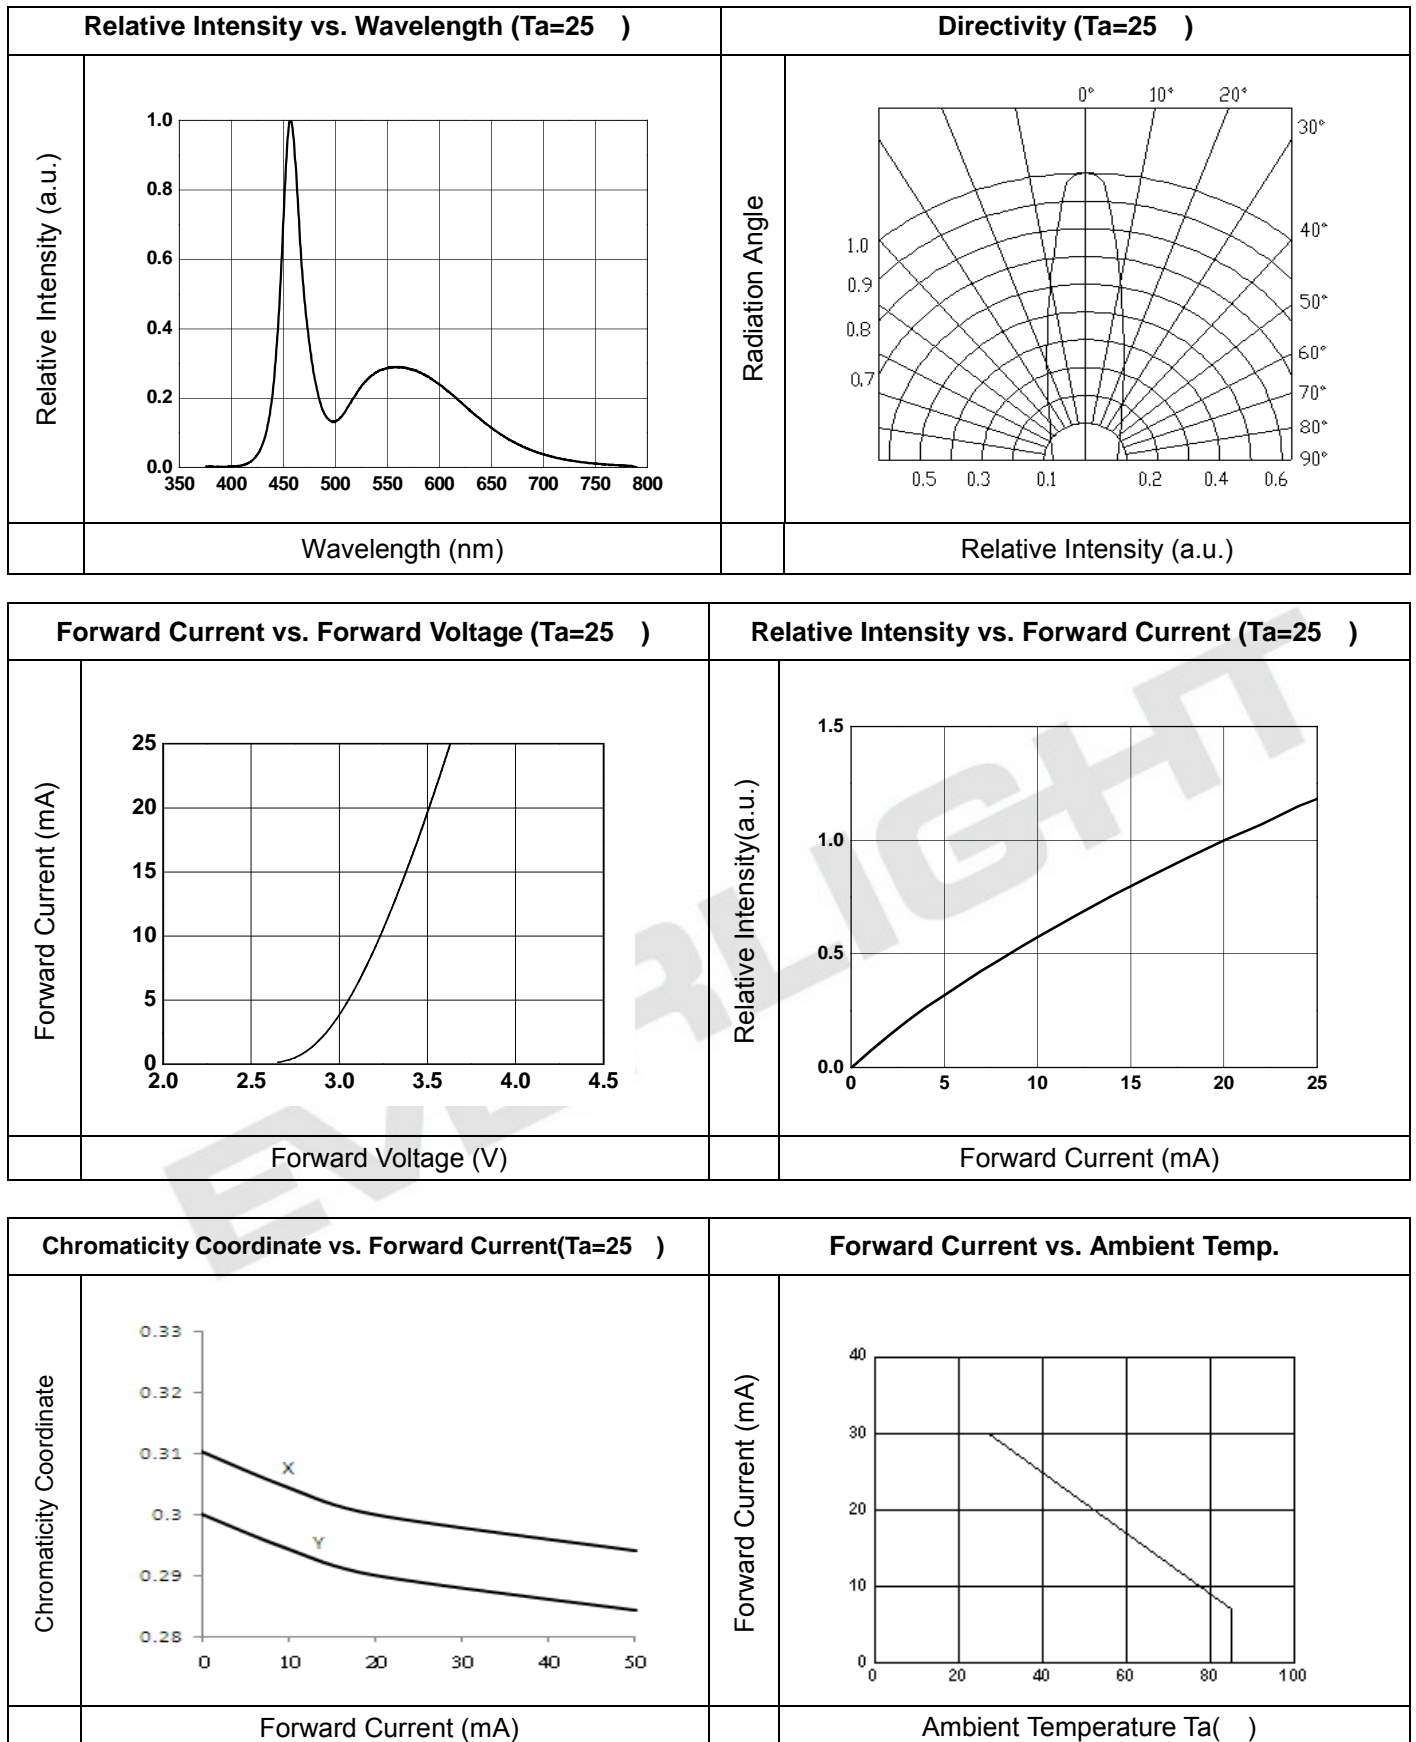 Relative Intensity vs. Wavelength (Ta=25 )
Directivity (Ta=25 )
Relative Intensity (a.u.)
1.0
0.8
0.6
0.4
0.2
0.0
350 400 450 500 550 600 650 700 750 800
Wavelength (nm)
Radiation Angle
0° 10° 20°
30°
40°
50°
60°
70°
80°
90°
1.0
0.9
0.8
0.7
0.5 0.3 0.1 0.2 0.4 0.6
Relative Intensity (a.u.)
Forward Current vs. Forward Voltage (Ta=25 )
Relative Intensity vs. Forward Current (Ta=25 )
Forward Current (mA)
25
20
15
10
5
0
2.0 2.5 3.0 3.5 4.0 4.5
Forward Voltage (V)
Relative Intensity(a.u.)
1.5
1.0
0.5
0.0
0 5 10 15 20 25
Forward Current (mA)
EVERLIGHT
Chromaticity Coordinate vs. Forward Current(Ta=25 )
Forward Current vs. Ambient Temp.
Chromaticity Coordinate
0.33
0.32
0.31
0.3
0.29
0.28
X
Y
0 10 20 30 40 50
Forward Current (mA)
Forward Current (mA)
40
30
20
10
0
0 20 40 60 80 100
Ambient Temperature Ta( )